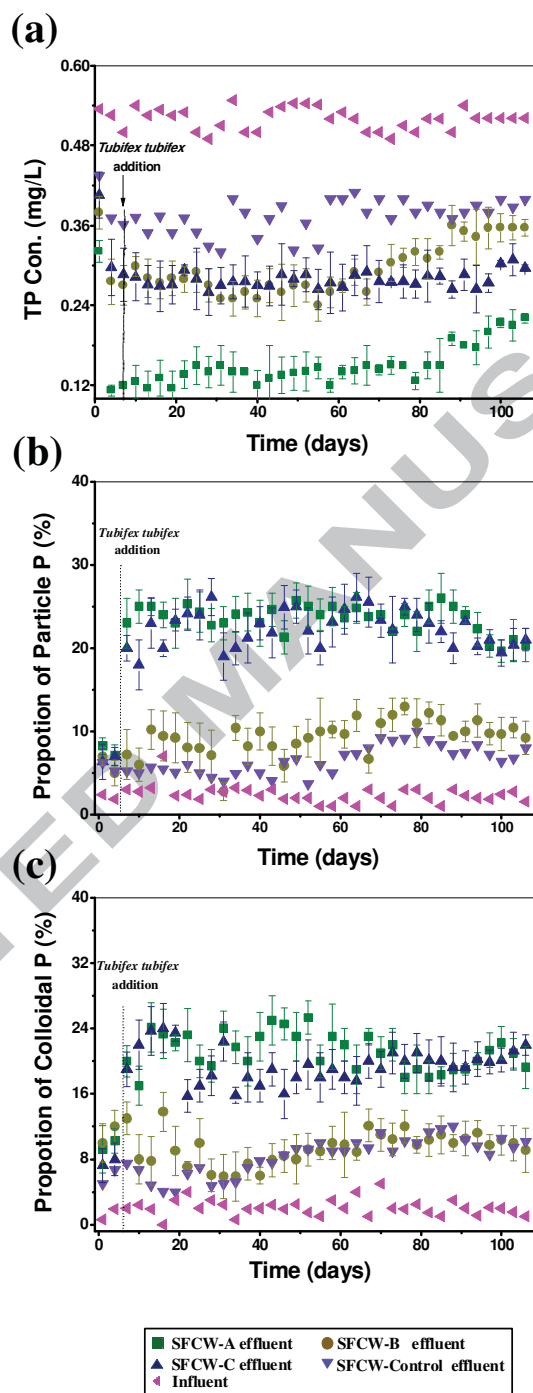 (a)
0.60
0.48
0.36
0.24
0.12
TP Con. (mg/L)
Tubifex tubifex
addition
0 20 40 60 80 100
Time (days)
(b)
40
30
20
10
0
Propotion of Particle P (%)
Tubifex tubifex
addition
0 20 40 60 80 100
Time (days)
(c)
40
32
24
16
8
0
Propotion of Colloidal P (%)
Tubifex tubifex
addition
0 20 40 60 80 100
Time (days)
SFCW-A effluent SFCW-B effluent
SFCW-C effluent SFCW-Control effluent
Influent
TED MANUS